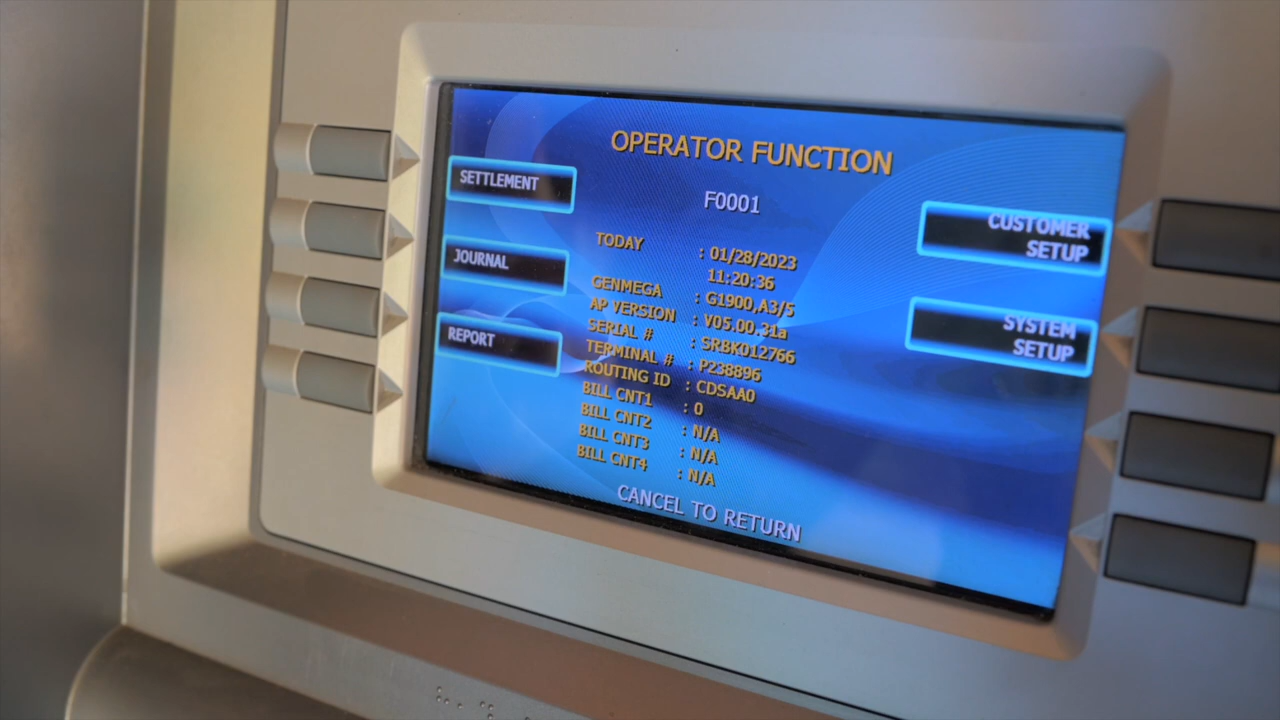 OPERATOR FUNCTION
F0001
SETTLEMENT
JOURNAL
REPORT
TODAY : 01/28/2023
11:20:36
GENMEGA : G1900,A3/5
AP VERSION : V05.00.31a
SERIAL # : SRBK012766
TERMINAL # : P238896
ROUTING ID : CDSAA0
BILL CNT1 : 0
BILL CNT2 : N/A
BILL CNT3 : N/A
BILL CNT4 : N/A
CUSTOMER
SETUP
SYSTEM
SETUP
CANCEL TO RETURN